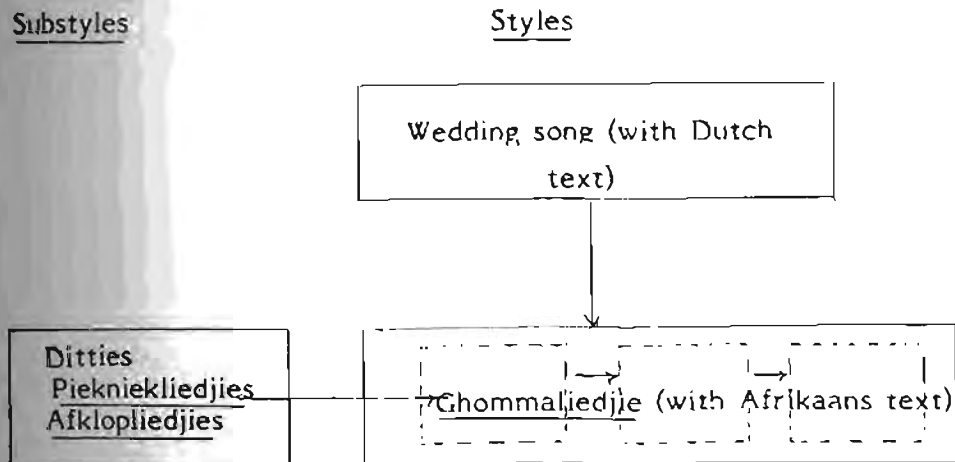 Substyles
Styles
Wedding song (with Dutch
text)
Ditties
Piekniekliedjies
Afklopliedjies
Ghommaliedjie (with Afrikaans text)